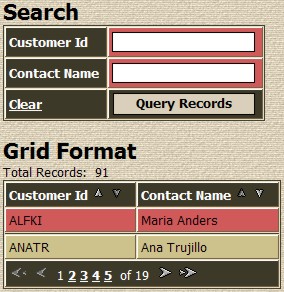 Search
Customer Id
Contact Name
Clear Query Records
Grid Format
Total Records: 91
Customer Id Contact Name
ALFKI Maria Anders
ANATR Ana Trujillo
1 2 3 4 5 of 19